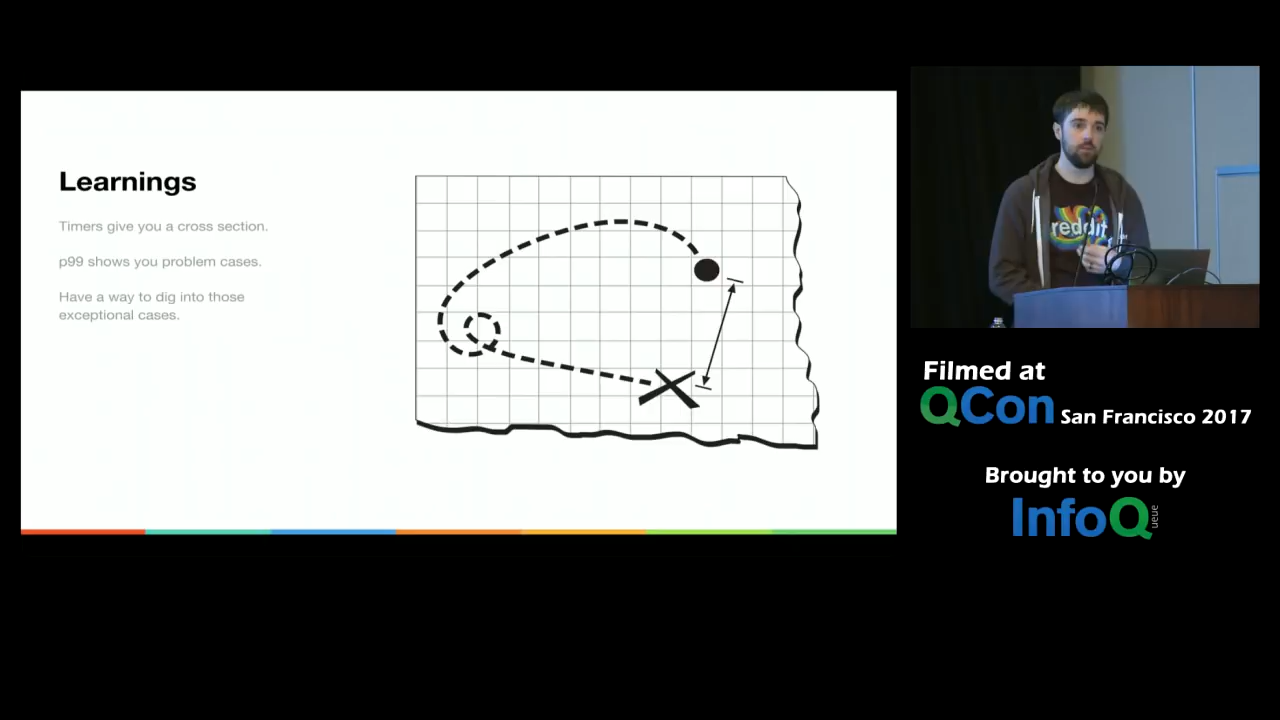 Learnings
Timers give you a cross section.
p99 shows you problem cases.
Have a way to dig into those
exceptional cases.
reddit
Filmed at
QCon San Francisco 2017
Brought to you by
InfoQ
ueue